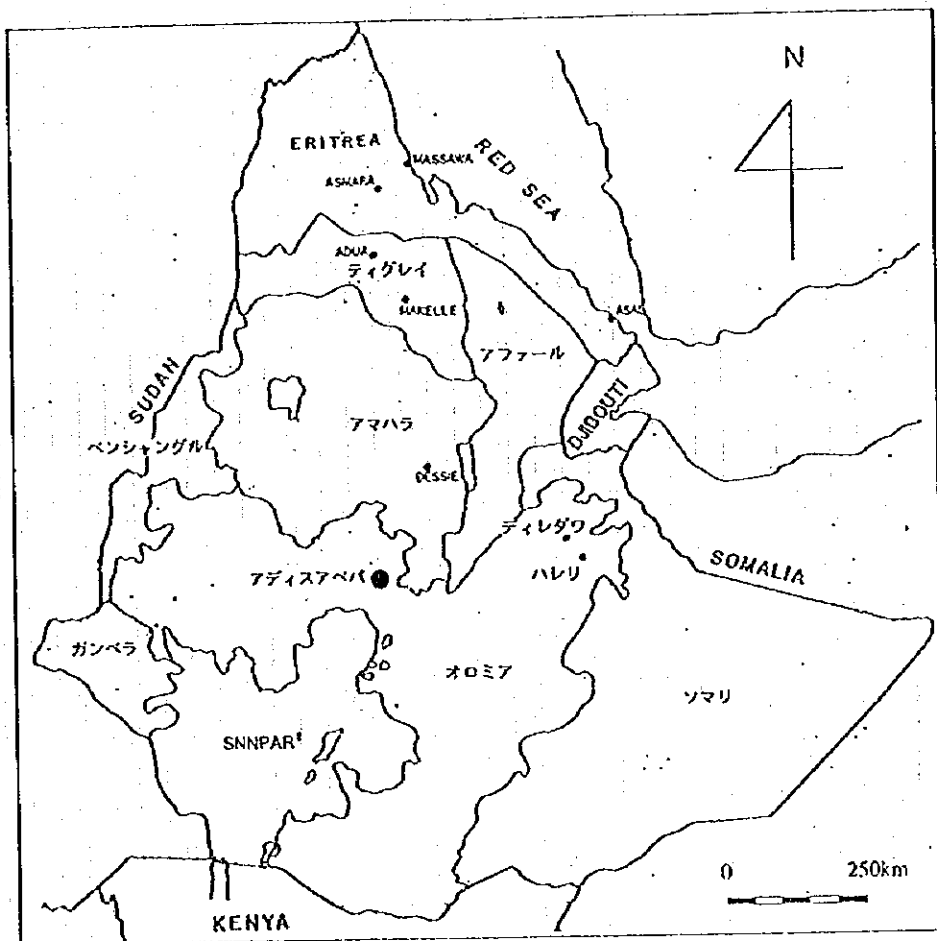 N
ERITREA
MASSAWA
RED SEA
ASMARA
ADUA
ティグレイ
MAKELLE
アファール
SUDAN
DJIBOUTI
アマハラ
ベンシャングル
DESSIE
ディレダワ
ハレリ
SOMALIA
アディスアベバ
ガンベラ
オロミア
ソマリ
SNNPAR
0 250km
KENYA